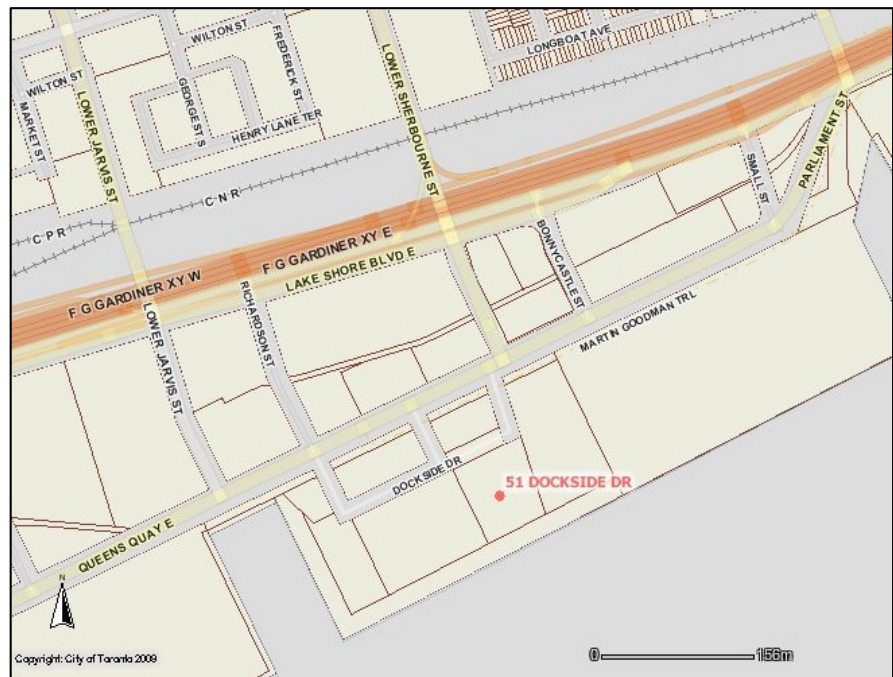 WILTON ST
FREDERICK ST.
LONGBOAT AVE
WILTON ST
MARKET ST
LOWER JARVIS ST
GEORGE ST S
HENRY LANE TER
LOWER SHERBOURNE ST
PARLIAMENT ST
SMALL ST
C P R
C N R
F G GARDINER XY W
F G GARDINER XY E
LAKE SHORE BLVD E
BONNYCASTLE ST
RICHARDSON ST
LOWER JARVIS. ST
MARTIN GOODMAN TRL
DOCKSIDE DR
51 DOCKSIDE DR
QUEENS QUAY E
N
Copyright: City of Toronto 2009
0
156m